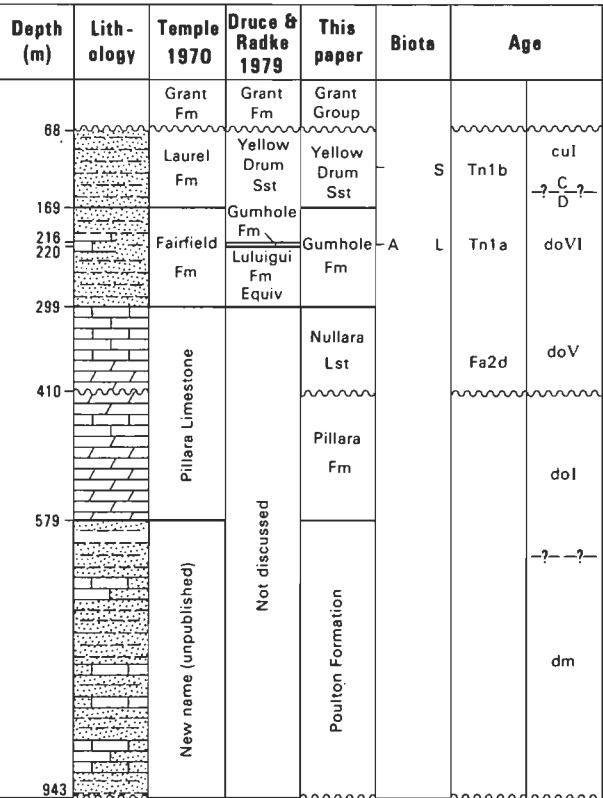 Depth
(m)
Lith-
ology
Temple
1970
Druce &
Radke
1979
This
paper
Biota
Age
Grant
Fm
Grant
Fm
Grant
Group
68
Laurel
Fm
Yellow
Drum
Sst
Yellow
Drum
Sst
S
Tn1b
cuI
–?– C/D –?–
169
216
220
Fairfield
Fm
Gumhole
Fm
Luluigui
Fm
Equiv
Gumhole
Fm
A
L
Tn1a
doVI
299
Pillara Limestone
Not discussed
Nullara
Lst
Fa2d
doV
410
Pillara
Fm
doI
579
New name (unpublished)
Poulton Formation
–?– –?–
dm
943